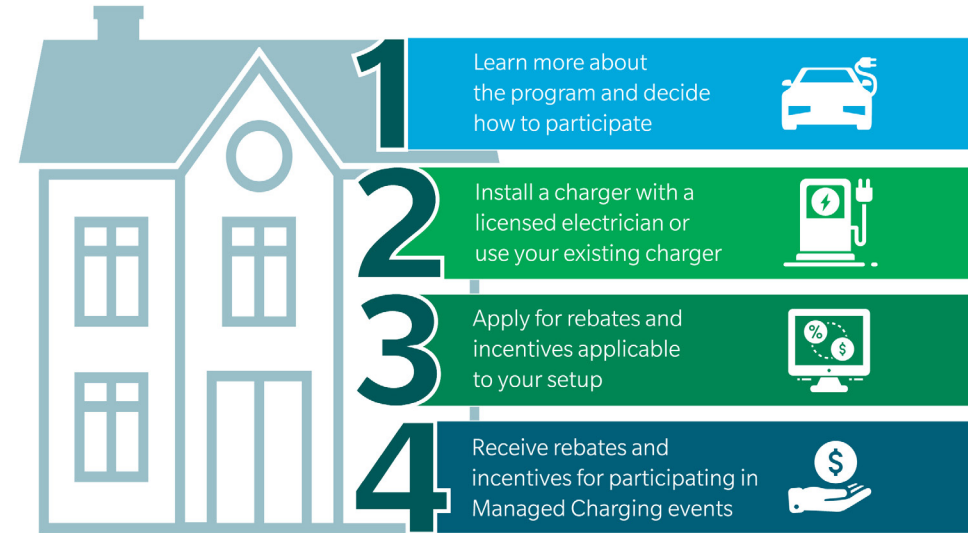 1
Learn more about
the program and decide
how to participate
2
Install a charger with a
licensed electrician or
use your existing charger
3
Apply for rebates and
incentives applicable
to your setup
%
$
4
Receive rebates and
incentives for participating in
Managed Charging events
$